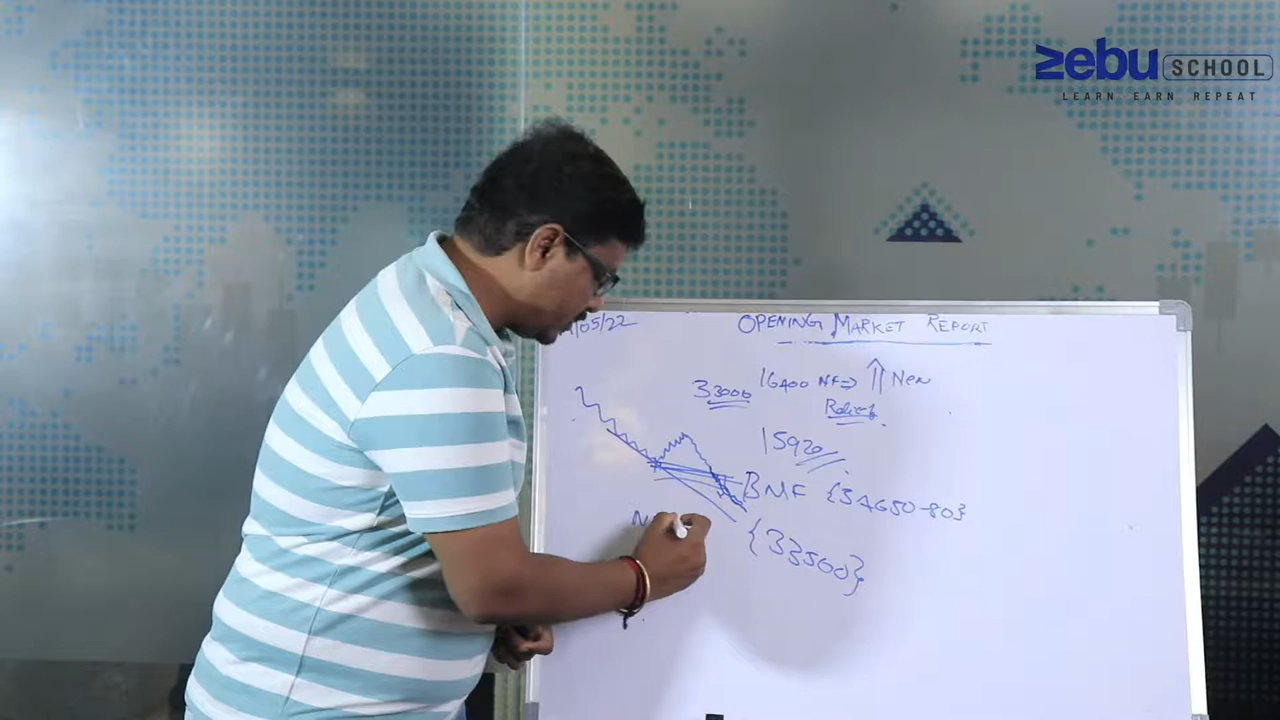 zebu SCHOOL
LEARN EARN REPEAT
/05/22
OPENING MARKET REPORT
33000 16400 NF⇒ ↑↑ New
Relief
15920
BNF {34650-80}
{33500}
N